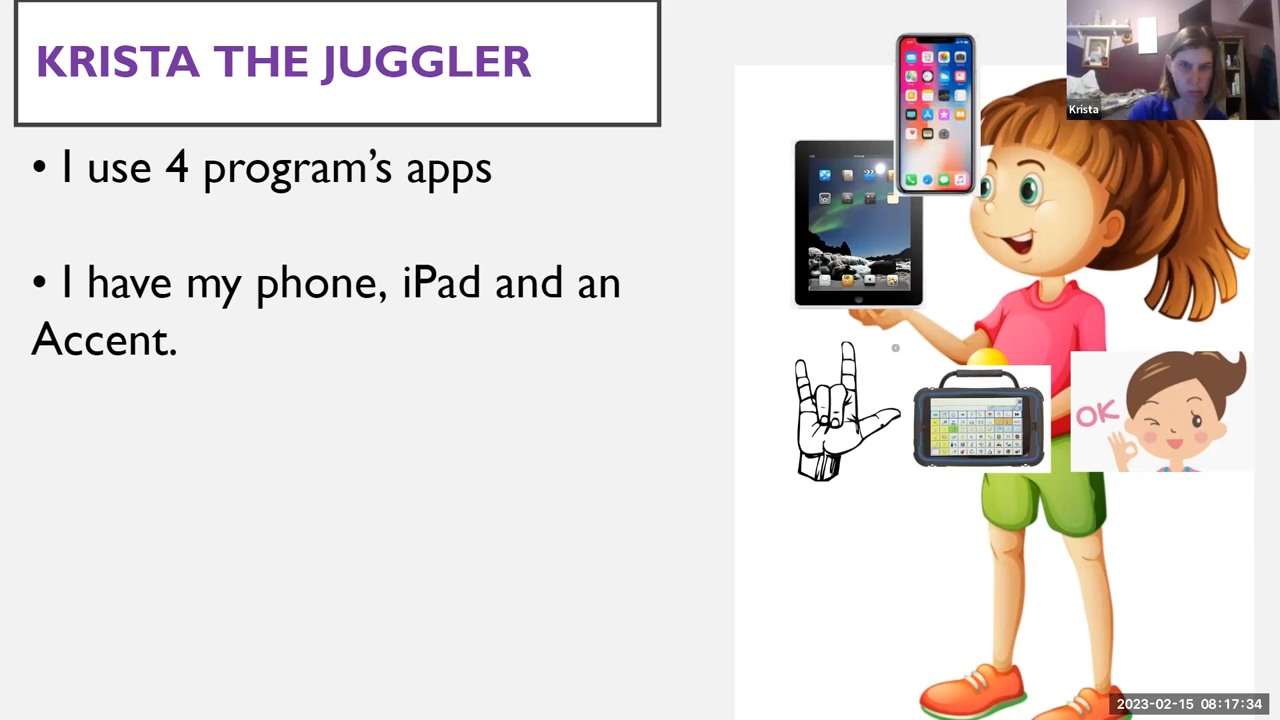 KRISTA THE JUGGLER
• I use 4 program's apps
• I have my phone, iPad and an
Accent.
Krista
OK
2023-02-15 08:17:34